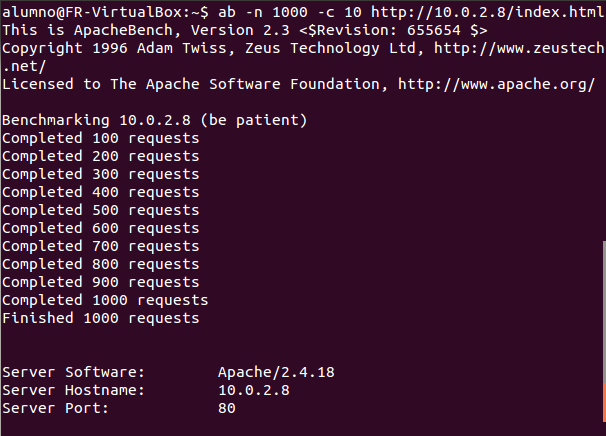 alumno@FR-VirtualBox:~$ ab -n 1000 -c 10 http://10.0.2.8/index.html
This is ApacheBench, Version 2.3 <$Revision: 655654 $>
Copyright 1996 Adam Twiss, Zeus Technology Ltd, http://www.zeustech
.net/
Licensed to The Apache Software Foundation, http://www.apache.org/

Benchmarking 10.0.2.8 (be patient)
Completed 100 requests
Completed 200 requests
Completed 300 requests
Completed 400 requests
Completed 500 requests
Completed 600 requests
Completed 700 requests
Completed 800 requests
Completed 900 requests
Completed 1000 requests
Finished 1000 requests

Server Software:        Apache/2.4.18
Server Hostname:        10.0.2.8
Server Port:            80